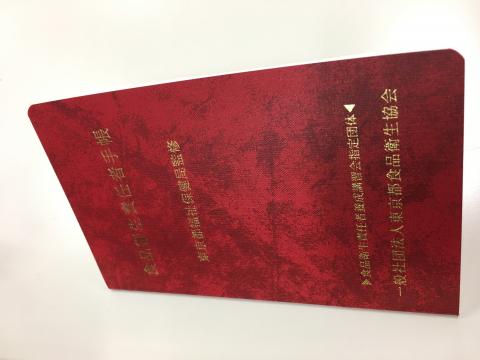 食品衛生責任者手帳
東京都福祉保健局監修
▶食品衛生責任者養成講習会指定団体◀
一般社団法人東京都食品衛生協会